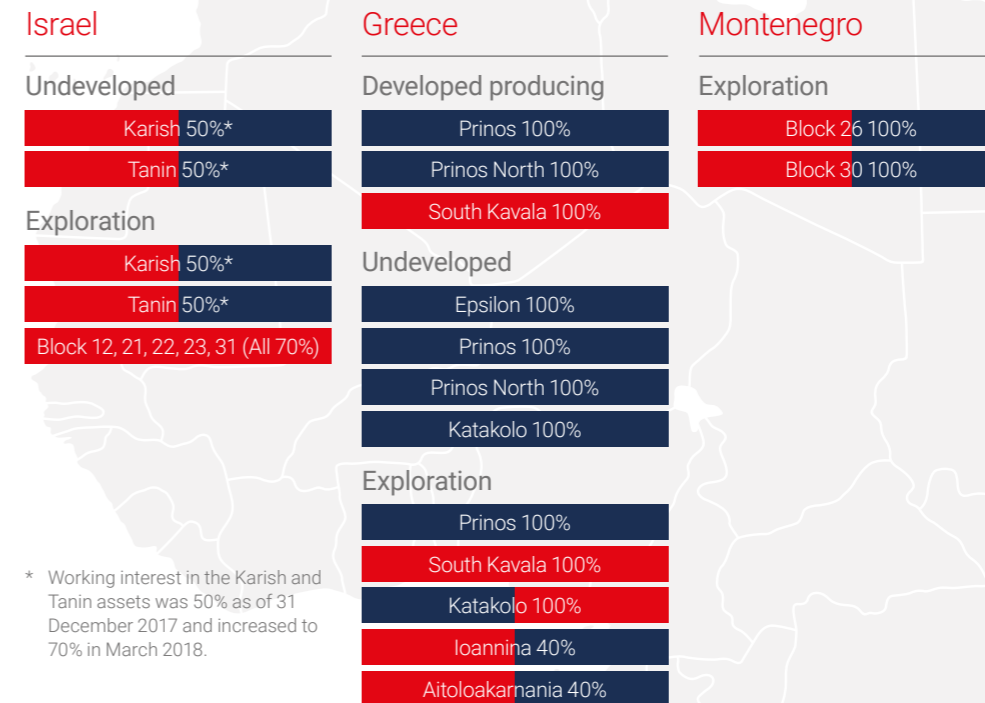 Israel
Undeveloped
Karish 50%*
Tanin 50%*
Exploration
Karish 50%*
Tanin 50%*
Block 12, 21, 22, 23, 31 (All 70%)
* Working interest in the Karish and
Tanin assets was 50% as of 31
December 2017 and increased to
70% in March 2018.
Greece
Developed producing
Prinos 100%
Prinos North 100%
South Kavala 100%
Undeveloped
Epsilon 100%
Prinos 100%
Prinos North 100%
Katakolo 100%
Exploration
Prinos 100%
South Kavala 100%
Katakolo 100%
Ioannina 40%
Aitoloakarnania 40%
Montenegro
Exploration
Block 26 100%
Block 30 100%